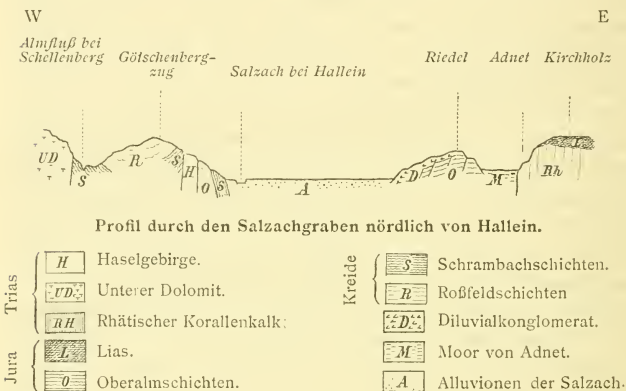 W E
Almfluß bei
Schellenberg Götschenberg-
zug
Salzach bei Hallein Riedel Adnet Kirchholz
UD S R S H O S A D O M Rh L
Profil durch den Salzachgraben nördlich von Hallein.
Trias
H Haselgebirge.
UD Unterer Dolomit.
RH Rhätischer Korallenkalk:
Jura
L Lias.
O Oberalmschichten.
Kreide
S Schrambachschichten.
R Roßfeldschichten
D Diluvialkonglomerat.
M Moor von Adnet.
A Alluvionen der Salzach.